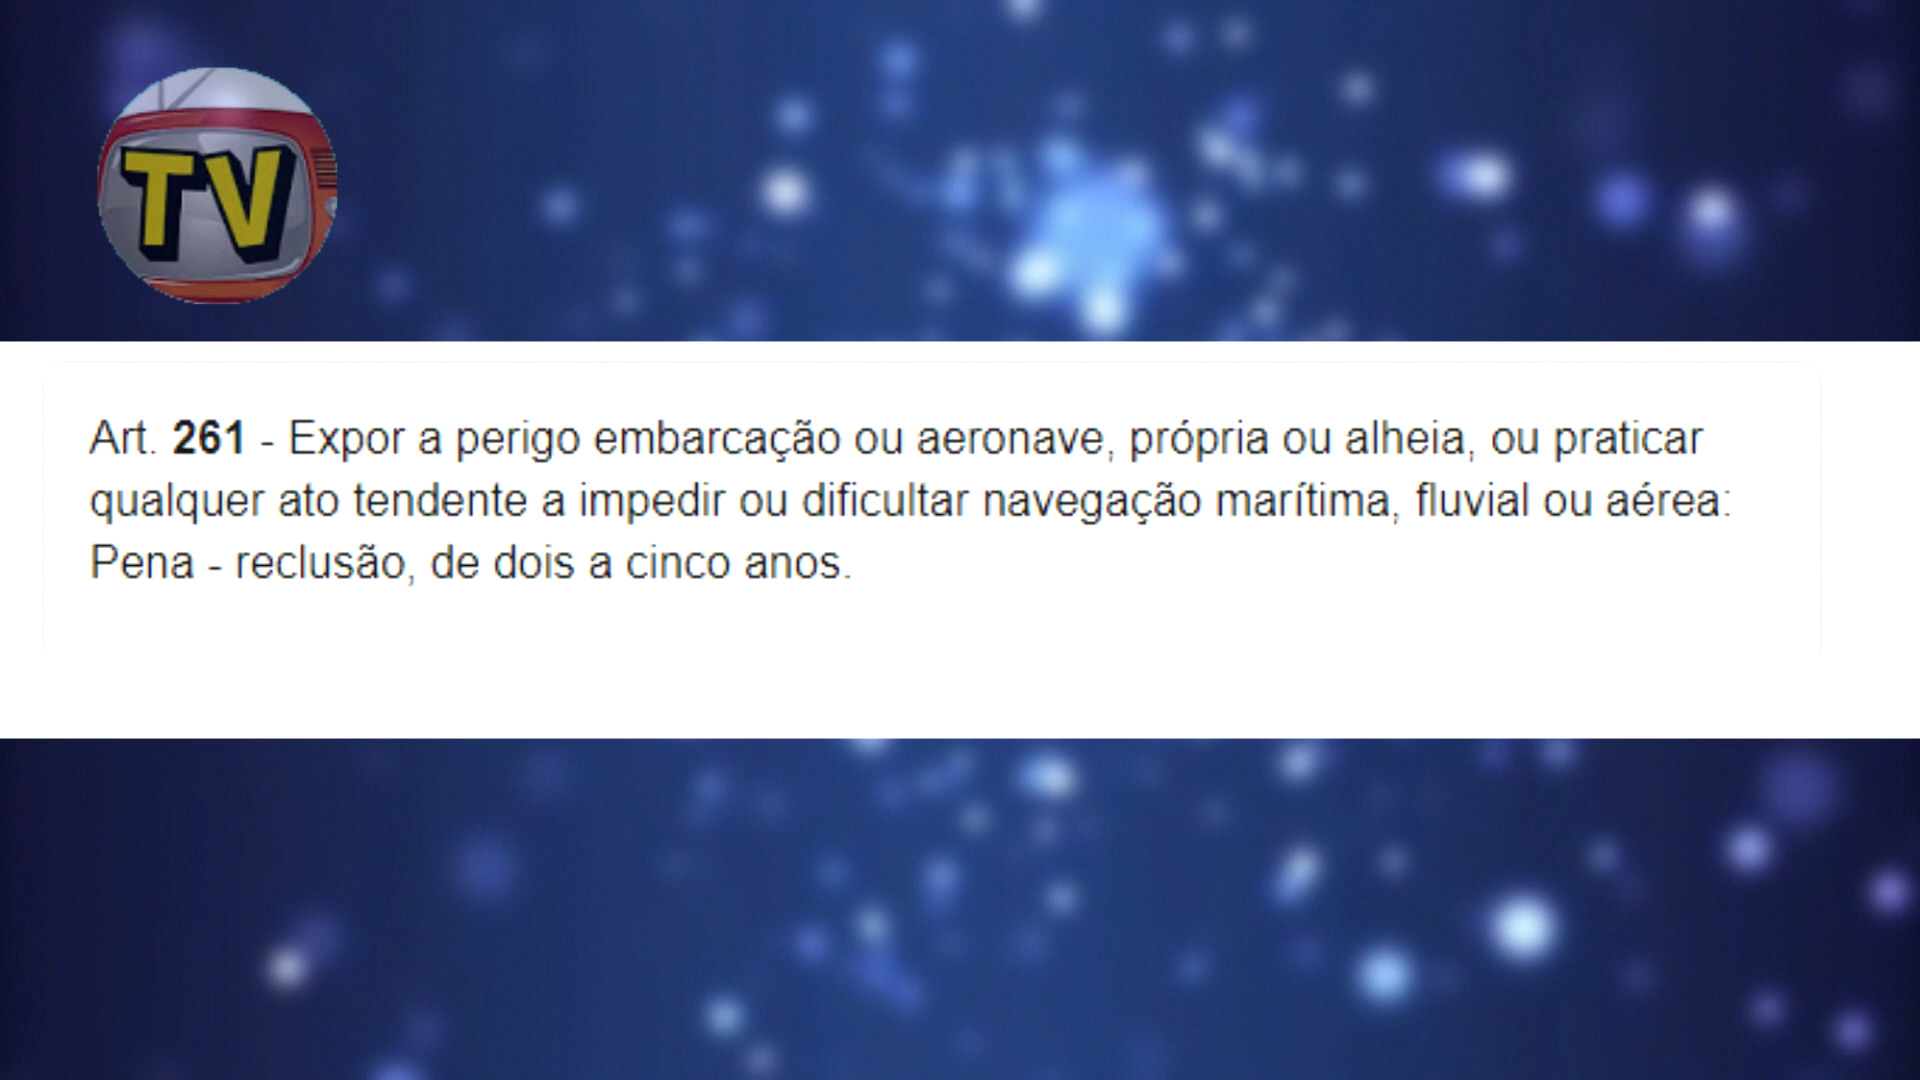 TV
Art. 261 - Expor a perigo embarcação ou aeronave, própria ou alheia, ou praticar
qualquer ato tendente a impedir ou dificultar navegação marítima, fluvial ou aérea:
Pena - reclusão, de dois a cinco anos.